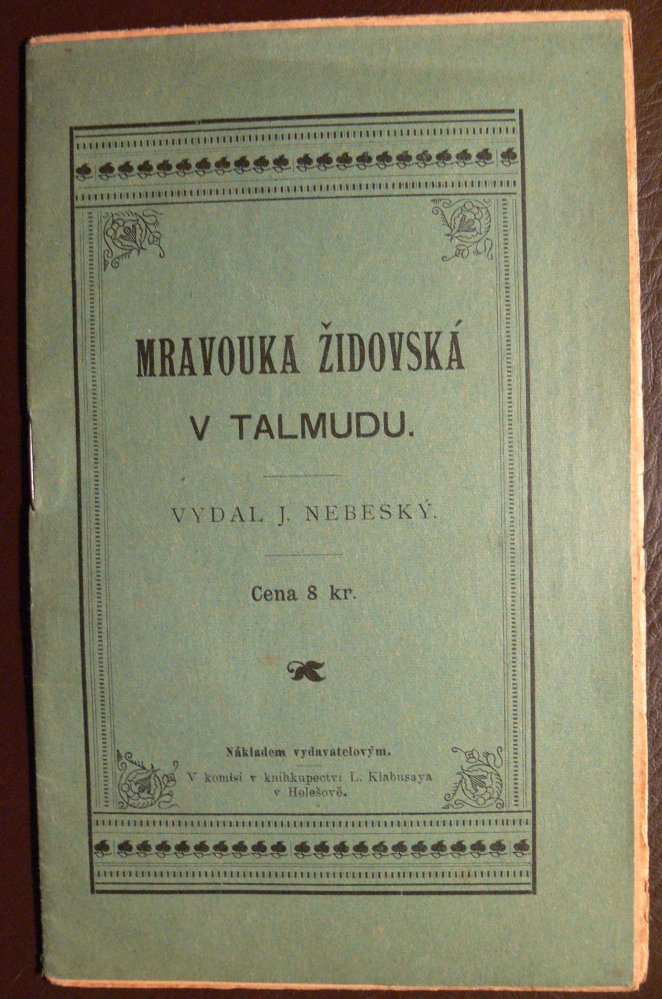 MRAVOUKA ŽIDOVSKÁ
V TALMUDU.
VYDAL J. NEBESKÝ.
Cena 8 kr.
Nákladem vydavatelovým.
V komisi v knihkupectví L. Klabusaya
v Holešově.